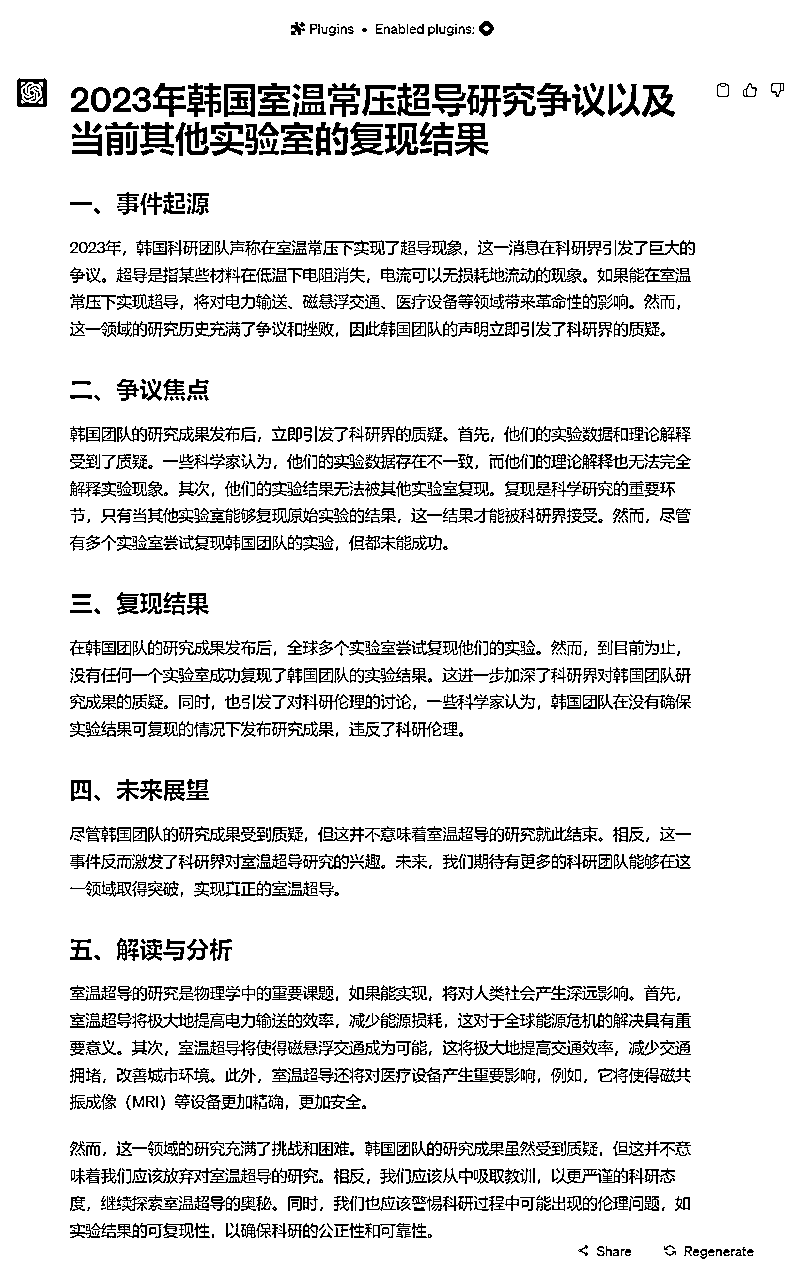 Plugins • Enabled plugins:
2023年韩国室温常压超导研究争议以及
当前其他实验室的复现结果
一、事件起源
2023年，韩国科研团队声称在室温常压下实现了超导现象，这一消息在科研界引发了巨大的
争议。超导是指某些材料在低温下电阻消失，电流可以无损耗地流动的现象。如果能在室温
常压下实现超导，将对电力输送、磁悬浮交通、医疗设备等领域带来革命性的影响。然而，
这一领域的研究历史充满了争议和挫败，因此韩国团队的声明立即引发了科研界的质疑。
二、争议焦点
韩国团队的研究成果发布后，立即引发了科研界的质疑。首先，他们的实验数据和理论解释
受到了质疑。一些科学家认为，他们的实验数据存在不一致，而他们的理论解释也无法完全
解释实验现象。其次，他们的实验结果无法被其他实验室复现。复现是科学研究的重要环
节，只有当其他实验室能够复现原始实验的结果，这一结果才能被科研界接受。然而，尽管
有多个实验室尝试复现韩国团队的实验，但都未能成功。
三、复现结果
在韩国团队的研究成果发布后，全球多个实验室尝试复现他们的实验。然而，到目前为止，
没有任何一个实验室成功复现了韩国团队的实验结果。这进一步加深了科研界对韩国团队研
究成果的质疑。同时，也引发了对科研伦理的讨论，一些科学家认为，韩国团队在没有确保
实验结果可复现的情况下发布研究成果，违反了科研伦理。
四、未来展望
尽管韩国团队的研究成果受到质疑，但这并不意味着室温超导的研究就此结束。相反，这一
事件反而激发了科研界对室温超导研究的兴趣。未来，我们期待有更多的科研团队能够在这
一领域取得突破，实现真正的室温超导。
五、解读与分析
室温超导的研究是物理学中的重要课题，如果能实现，将对人类社会产生深远影响。首先，
室温超导将极大地提高电力输送的效率，减少能源损耗，这对于全球能源危机的解决具有重
要意义。其次，室温超导将使得磁悬浮交通成为可能，这将极大地提高交通效率，减少交通
拥堵，改善城市环境。此外，室温超导还将对医疗设备产生重要影响，例如，它将使得磁共
振成像（MRI）等设备更加精确，更加安全。
然而，这一领域的研究充满了挑战和困难。韩国团队的研究成果虽然受到质疑，但这并不意
味着我们应该放弃对室温超导的研究。相反，我们应该从中吸取教训，以更严谨的科研态
度，继续探索室温超导的奥秘。同时，我们也应该警惕科研过程中可能出现的伦理问题，如
实验结果的可复现性，以确保科研的公正性和可靠性。
Share Regenerate